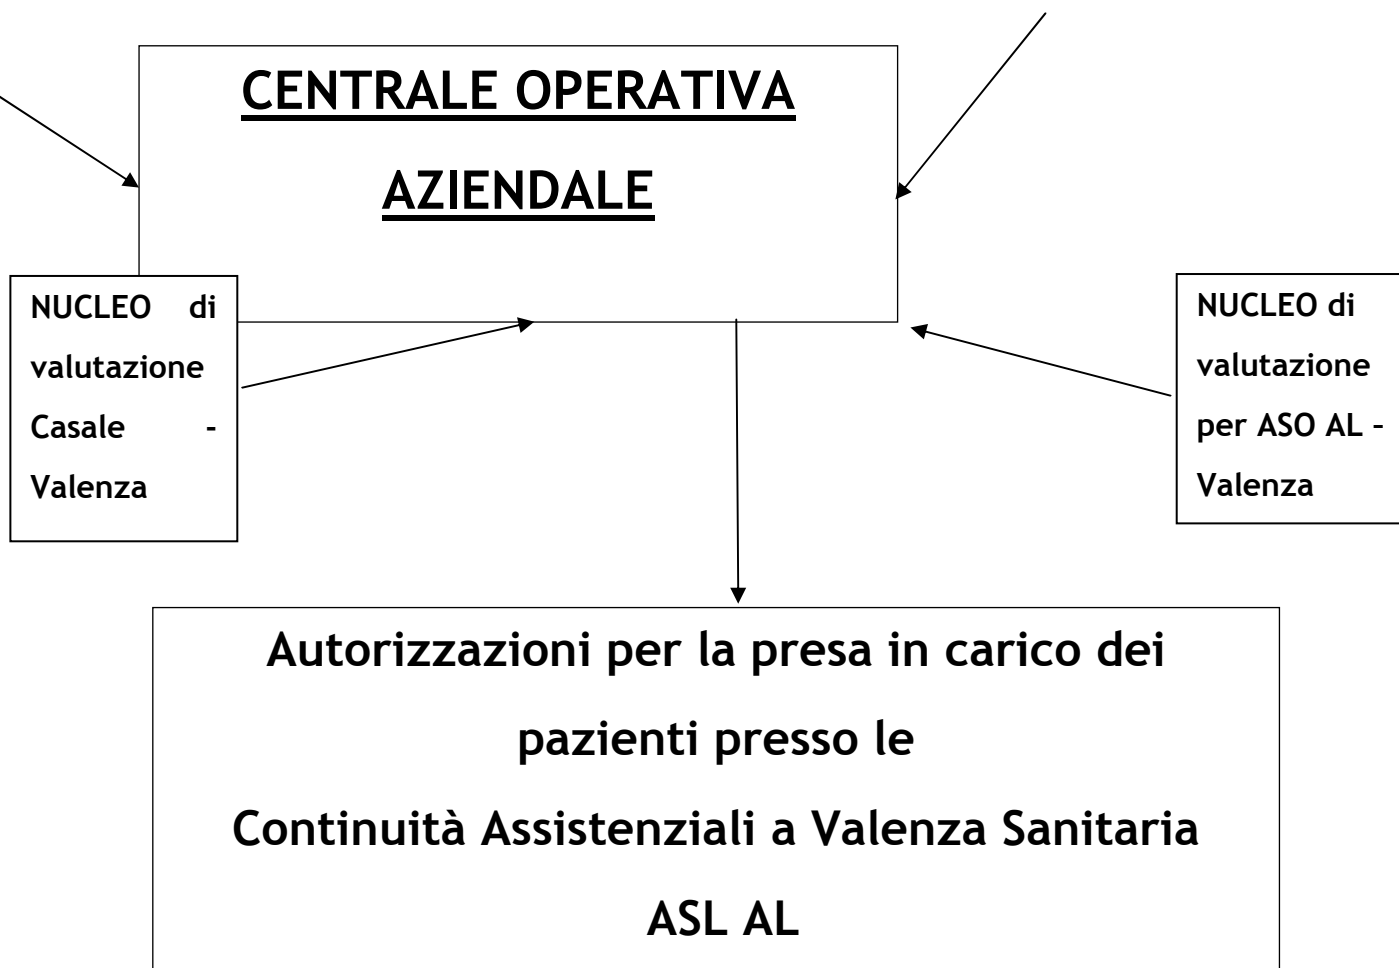 CENTRALE OPERATIVA
AZIENDALE
NUCLEO di
valutazione
Casale -
Valenza
NUCLEO di
valutazione
per ASO AL –
Valenza
Autorizzazioni per la presa in carico dei
pazienti presso le
Continuità Assistenziali a Valenza Sanitaria
ASL AL